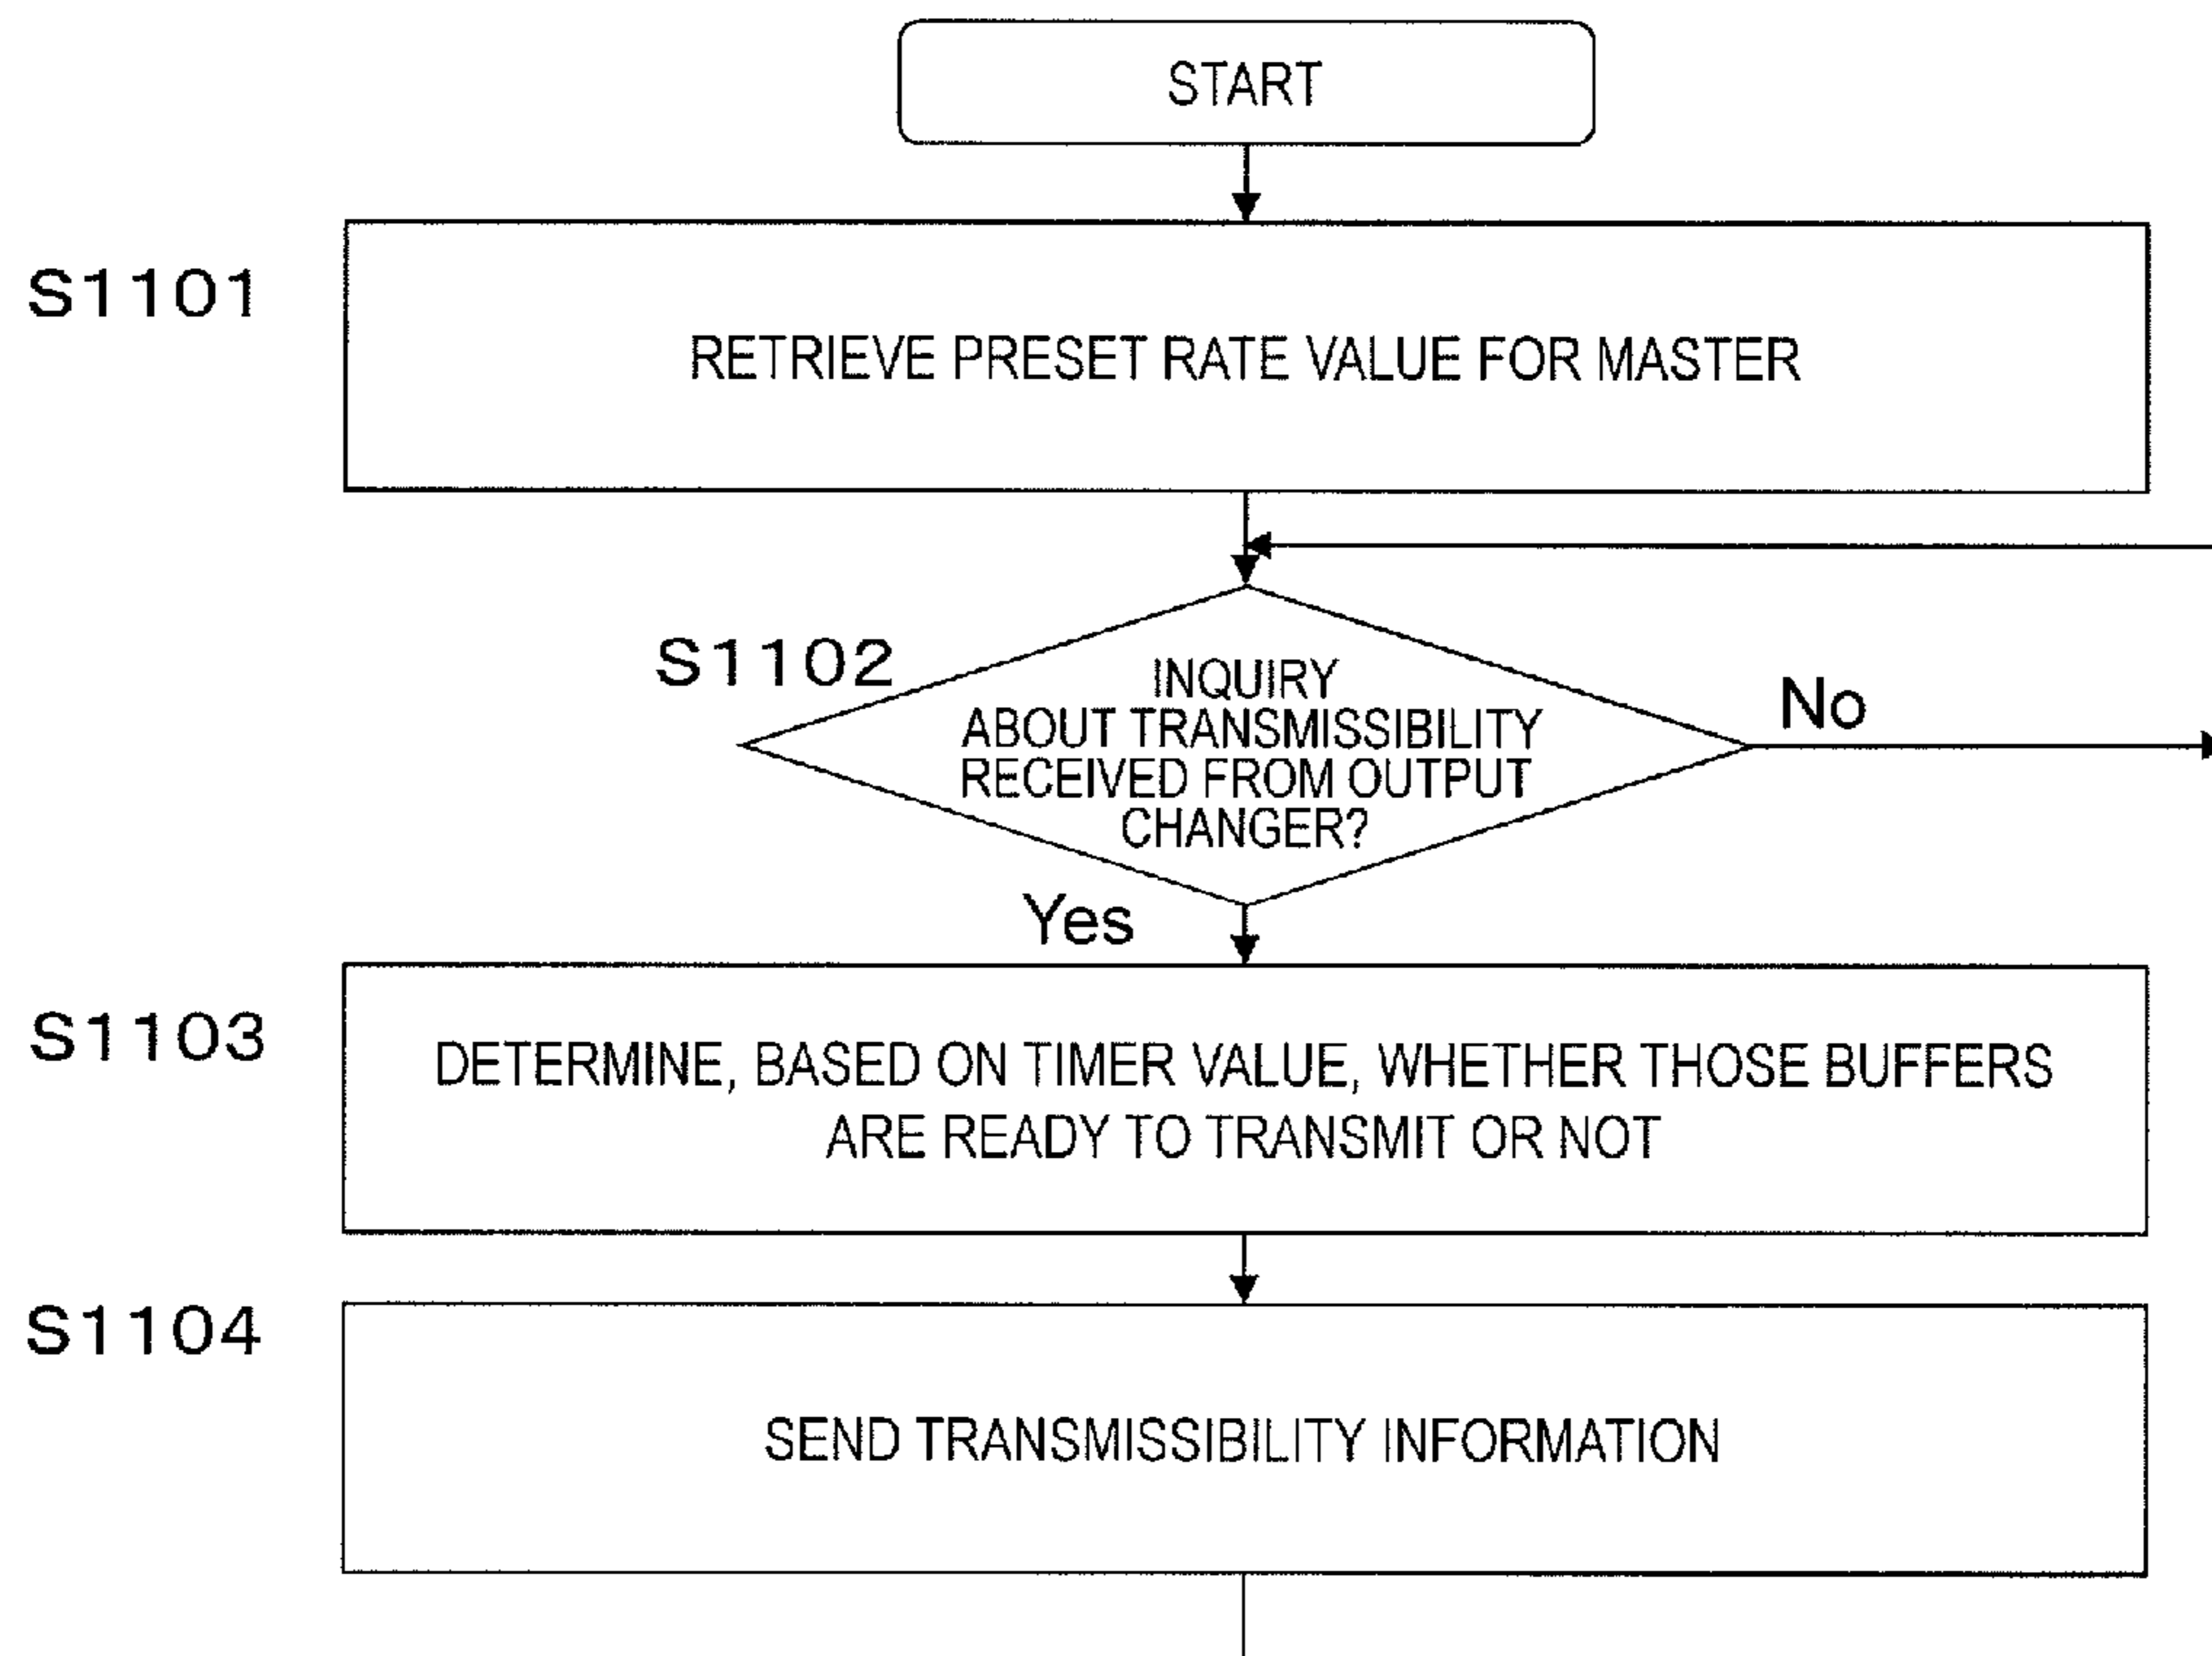 START
S1101
RETRIEVE PRESET RATE VALUE FOR MASTER
S1102
INQUIRY
ABOUT TRANSMISSIBILITY
RECEIVED FROM OUTPUT
CHANGER?
No
Yes
S1103
DETERMINE, BASED ON TIMER VALUE, WHETHER THOSE BUFFERS
ARE READY TO TRANSMIT OR NOT
S1104
SEND TRANSMISSIBILITY INFORMATION